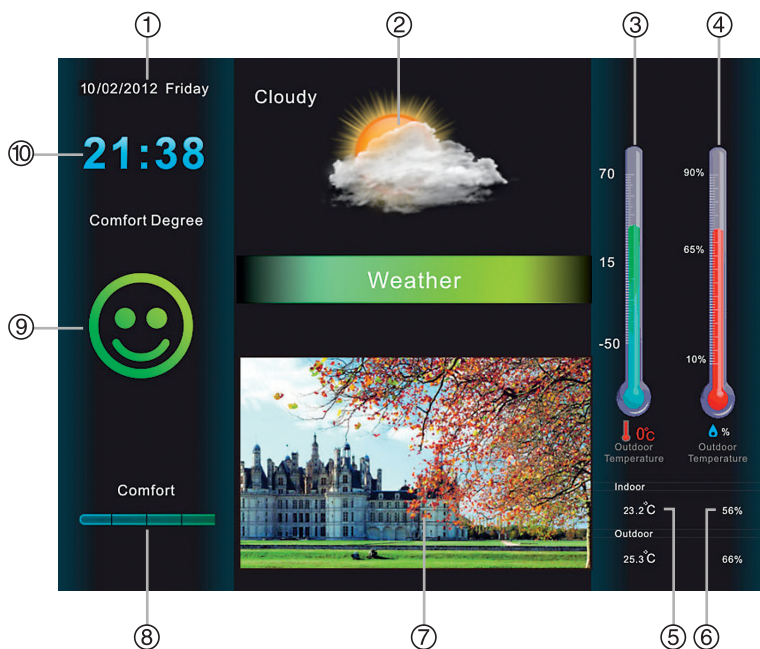 ① ② ③ ④
10/02/2012 Friday
⑩
21:38
Comfort Degree
⑨
Comfort
⑧
Cloudy
Weather
⑦
70
15
-50
90%
65%
10%
0°C
%
Outdoor
Temperature
Outdoor
Temperature
Indoor
23.2°C 56%
Outdoor
25.3°C 66%
⑤ ⑥